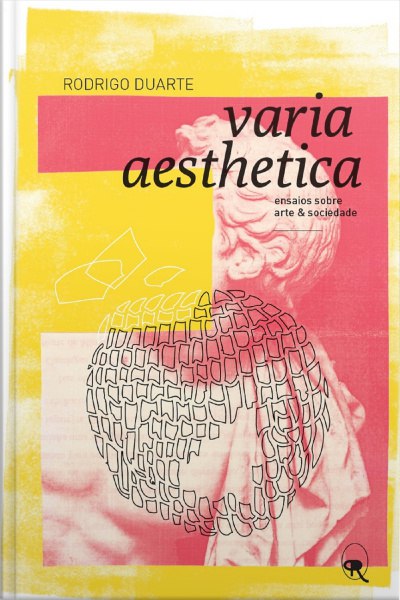 RODRIGO DUARTE
varia
aesthetica
ensaios sobre
arte & sociedade